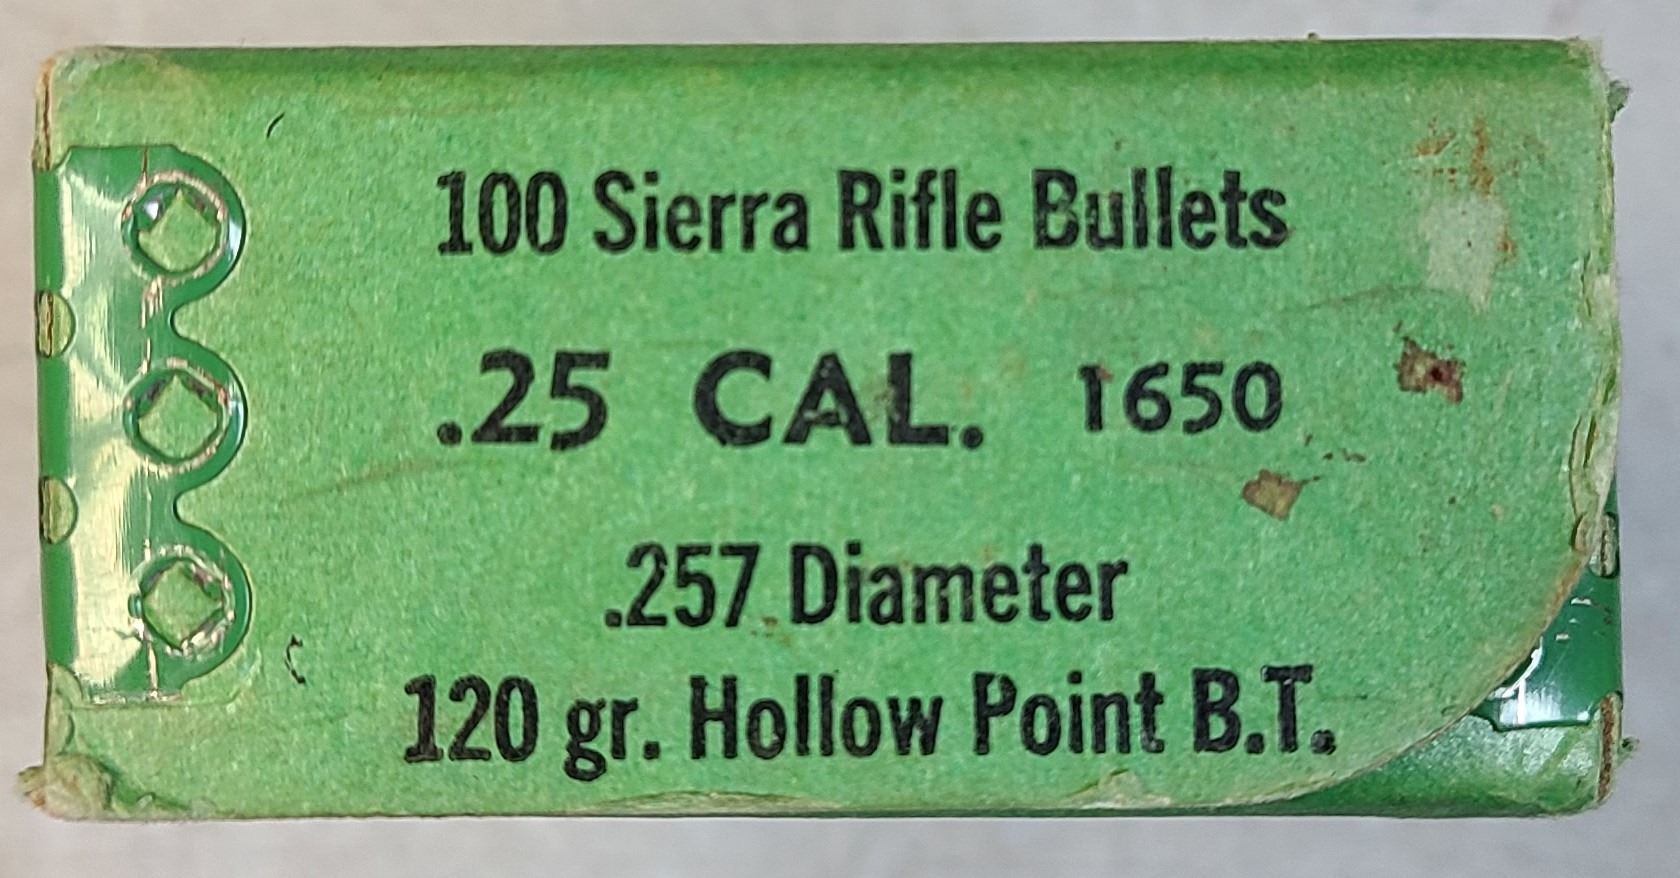 100 Sierra Rifle Bullets
.25 CAL. 1650
.257 Diameter
120 gr. Hollow Point B.T.